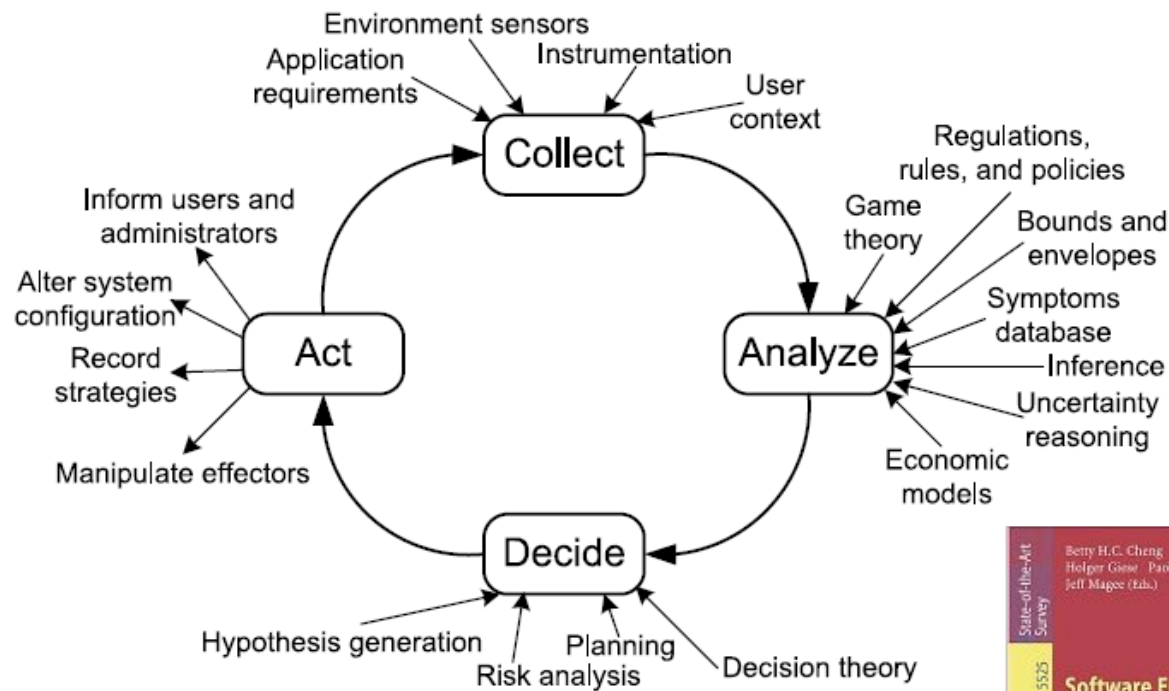 Environment sensors
Instrumentation
Application
requirements
User
context
Collect
Regulations,
rules, and policies
Game
theory
Bounds and
envelopes
Symptoms
database
Inference
Uncertainty
reasoning
Economic
models
Analyze
Inform users and
administrators
Alter system
configuration
Record
strategies
Manipulate effectors
Act
Decide
Hypothesis generation
Risk analysis
Planning
Decision theory
State-of-the-Art
Survey
5525
Betty H.C. Cheng
Holger Giese
Jeff Magee (Eds.)
Software